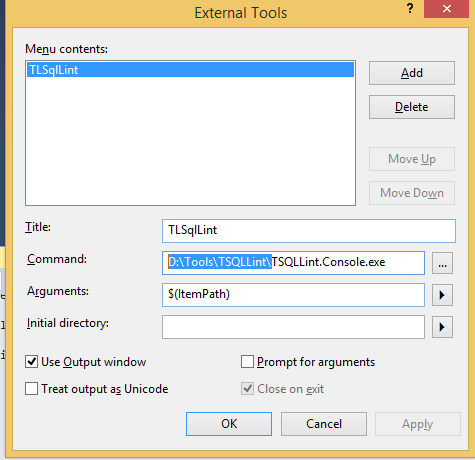 External Tools
?
x
Menu contents:
TLSqlLint
Add
Delete
Move Up
Move Down
Title:
TLSqlLint
Command:
D:\Tools\TSQLLint\TSQLLint.Console.exe
...
Arguments:
$(ItemPath)
Initial directory:
Use Output window
Prompt for arguments
Treat output as Unicode
Close on exit
OK
Cancel
Apply